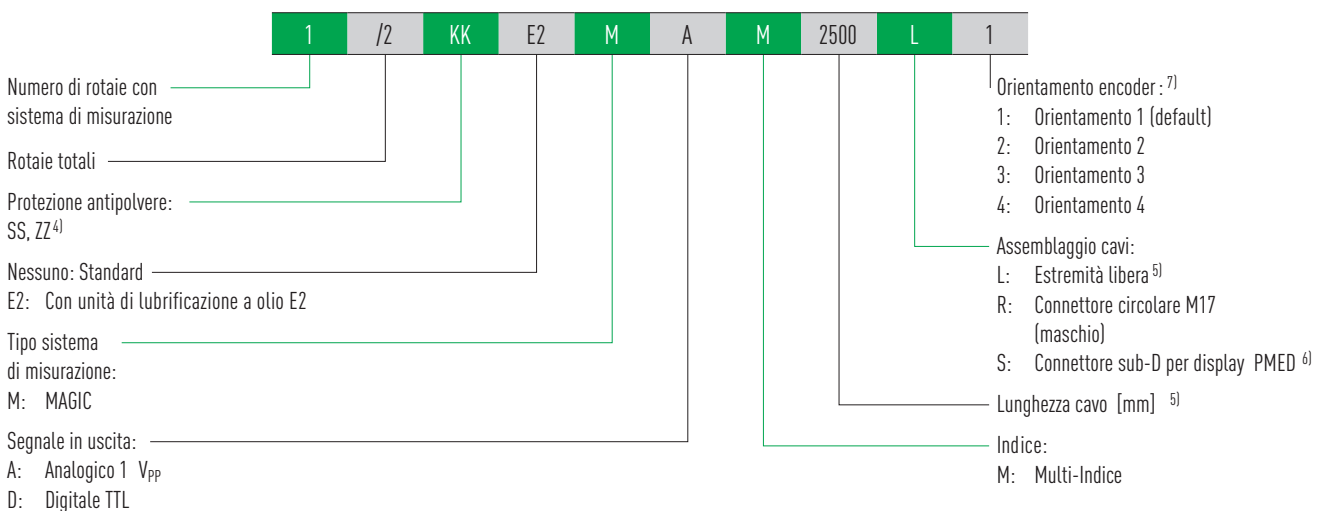 1 /2 KK E2 M A M 2500 L 1
Numero di rotaie con
sistema di misurazione
Rotaie totali
Protezione antipolvere:
SS, ZZ 4)
Nessuno: Standard
E2: Con unità di lubrificazione a olio E2
Tipo sistema
di misurazione:
M: MAGIC
Segnale in uscita:
A: Analogico 1 VPP
D: Digitale TTL
Orientamento encoder: 7)
1: Orientamento 1 (default)
2: Orientamento 2
3: Orientamento 3
4: Orientamento 4
Assemblaggio cavi:
L: Estremità libera 5)
R: Connettore circolare M17
(maschio)
S: Connettore sub-D per display PMED 6)
Lunghezza cavo [mm] 5)
Indice:
M: Multi-Indice